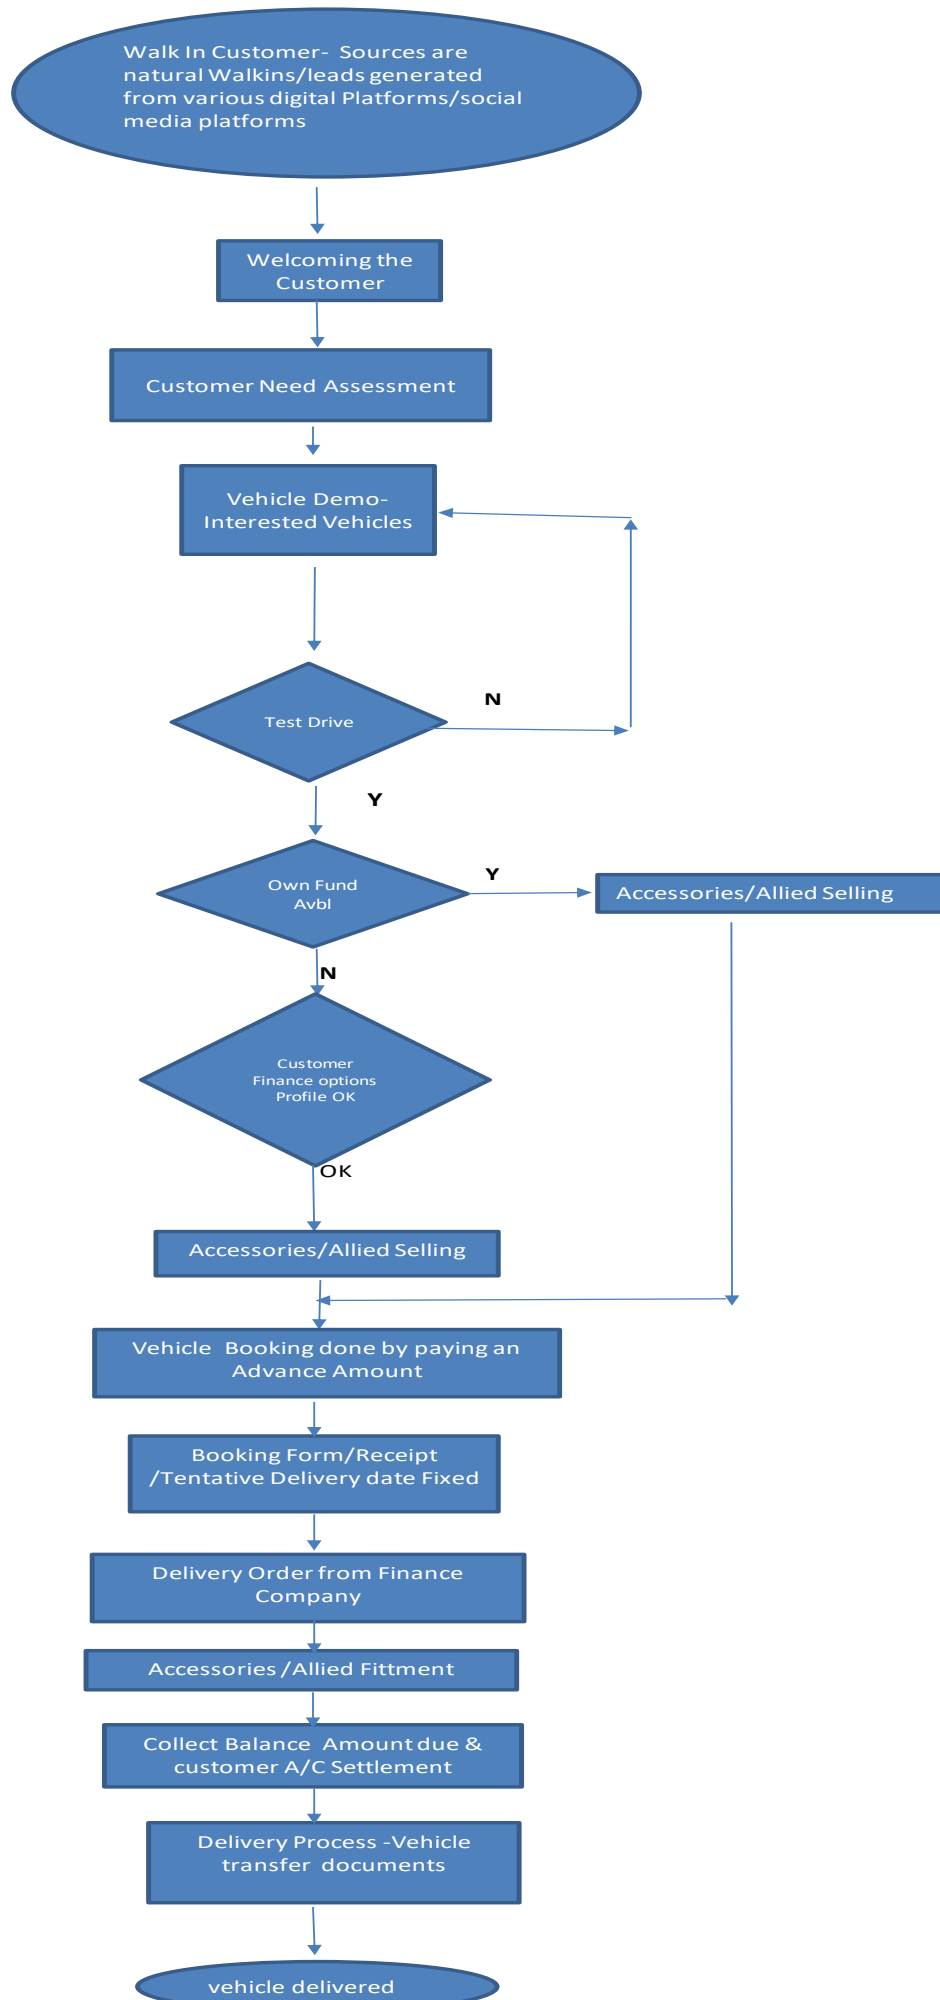 Walk In Customer- Sources are
natural Walkins/leads generated
from various digital Platforms/social
media platforms
Welcoming the
Customer
Customer Need Assessment
Vehicle Demo-
Interested Vehicles
Test Drive
N
Y
Own Fund
Avbl
Y
Accessories/Allied Selling
N
Customer
Finance options
Profile OK
OK
Accessories/Allied Selling
Vehicle Booking done by paying an
Advance Amount
Booking Form/Receipt
/Tentative Delivery date Fixed
Delivery Order from Finance
Company
Accessories /Allied Fittment
Collect Balance Amount due &
customer A/C Settlement
Delivery Process -Vehicle
transfer documents
vehicle delivered